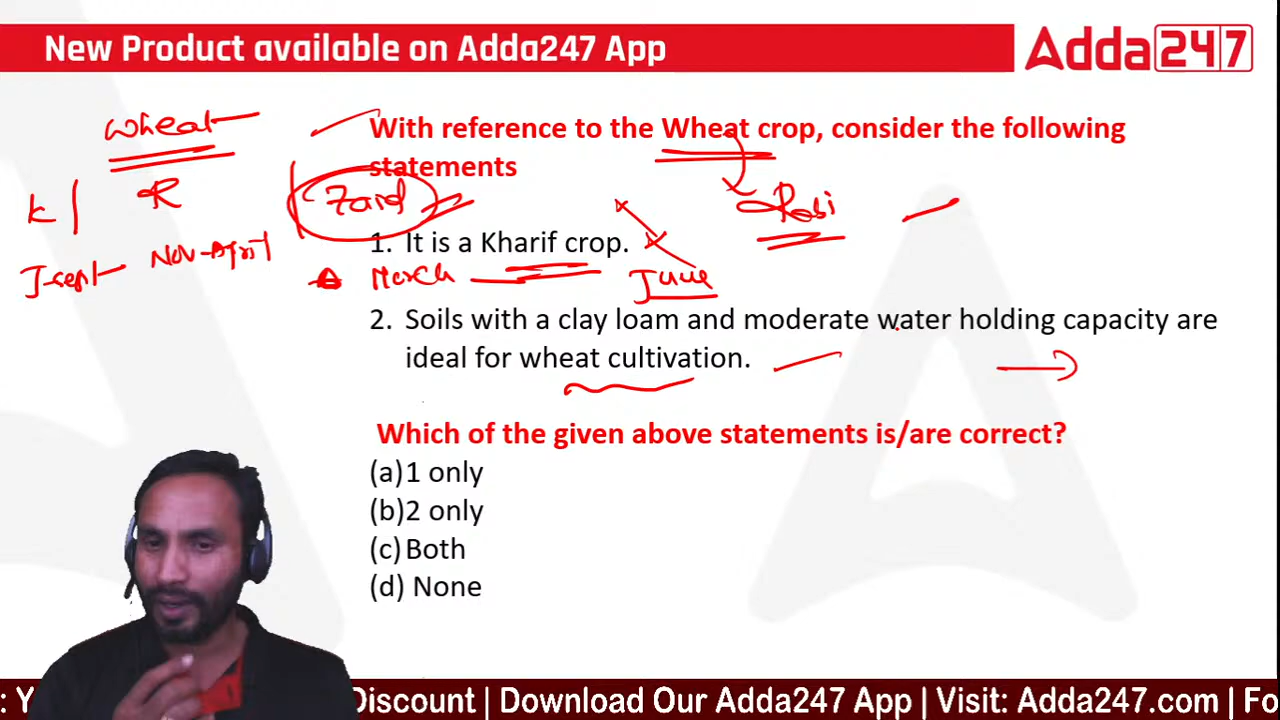 New Product available on Adda247 App
Adda247
wheat
With reference to the Wheat crop, consider the following
statements
K
R
Zaid
Rabi
1. It is a Kharif crop.
J-sept
Nov-April
March
June
2. Soils with a clay loam and moderate water holding capacity are
ideal for wheat cultivation.
Which of the given above statements is/are correct?
(a)1 only
(b)2 only
(c)Both
(d) None
Discount | Download Our Adda247 App | Visit: Adda247.com | Fo